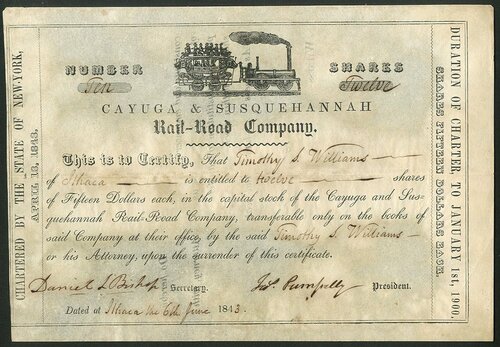 NUMBER
Ten
SHARES
Twelve
CAYUGA & SUSQUEHANNAH
Rail-Road Company.
This is to Certify, That Timothy S. Williams
of Ithaca is entitled to twelve shares
of Fifteen Dollars each, in the capital stock of the Cayuga and Sus-
quehannah Rail-Road Company, transferable only on the books of
said Company at their office, by the said Timothy S. Williams
or his Attorney, upon the surrender of this certificate.
Daniel L Bishop Secretary. Jas. Pumpelly President.
Dated at Ithaca the 6th June 1843.
CHARTERED BY THE STATE OF NEW-YORK,
APRIL 18, 1843.
DURATION OF CHARTER, TO JANUARY 1st, 1900.
SHARES FIFTEEN DOLLARS EACH.